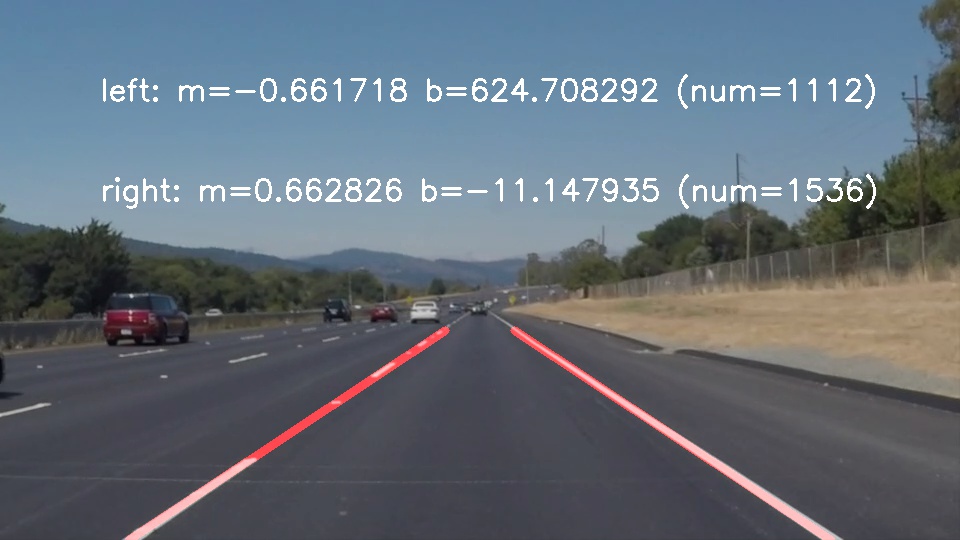 left: m=-0.661718 b=624.708292 (num=1112)
right: m=0.662826 b=-11.147935 (num=1536)